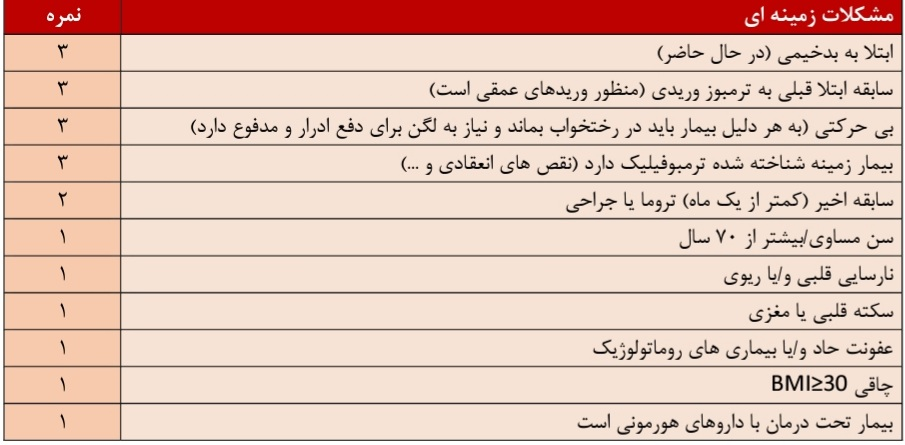 مشکلات زمینه ای	نمره
ابتلا به بدخیمی (در حال حاضر)	۳
سابقه ابتلا قبلی به ترمبوز وریدی (منظور وریدهای عمقی است)	۳
بی حرکتی (به هر دلیل بیمار باید در رختخواب بماند و نیاز به لگن برای دفع ادرار و مدفوع دارد)	۳
بیمار زمینه شناخته شده ترمبوفیلیک دارد (نقص های انعقادی و ...)	۳
سابقه اخیر (کمتر از یک ماه) تروما یا جراحی	۲
سن مساوی/بیشتر از ۷۰ سال	۱
نارسایی قلبی و/یا ریوی	۱
سکته قلبی یا مغزی	۱
عفونت حاد و/یا بیماری های روماتولوژیک	۱
چاقی BMI≥30	۱
بیمار تحت درمان با داروهای هورمونی است	۱